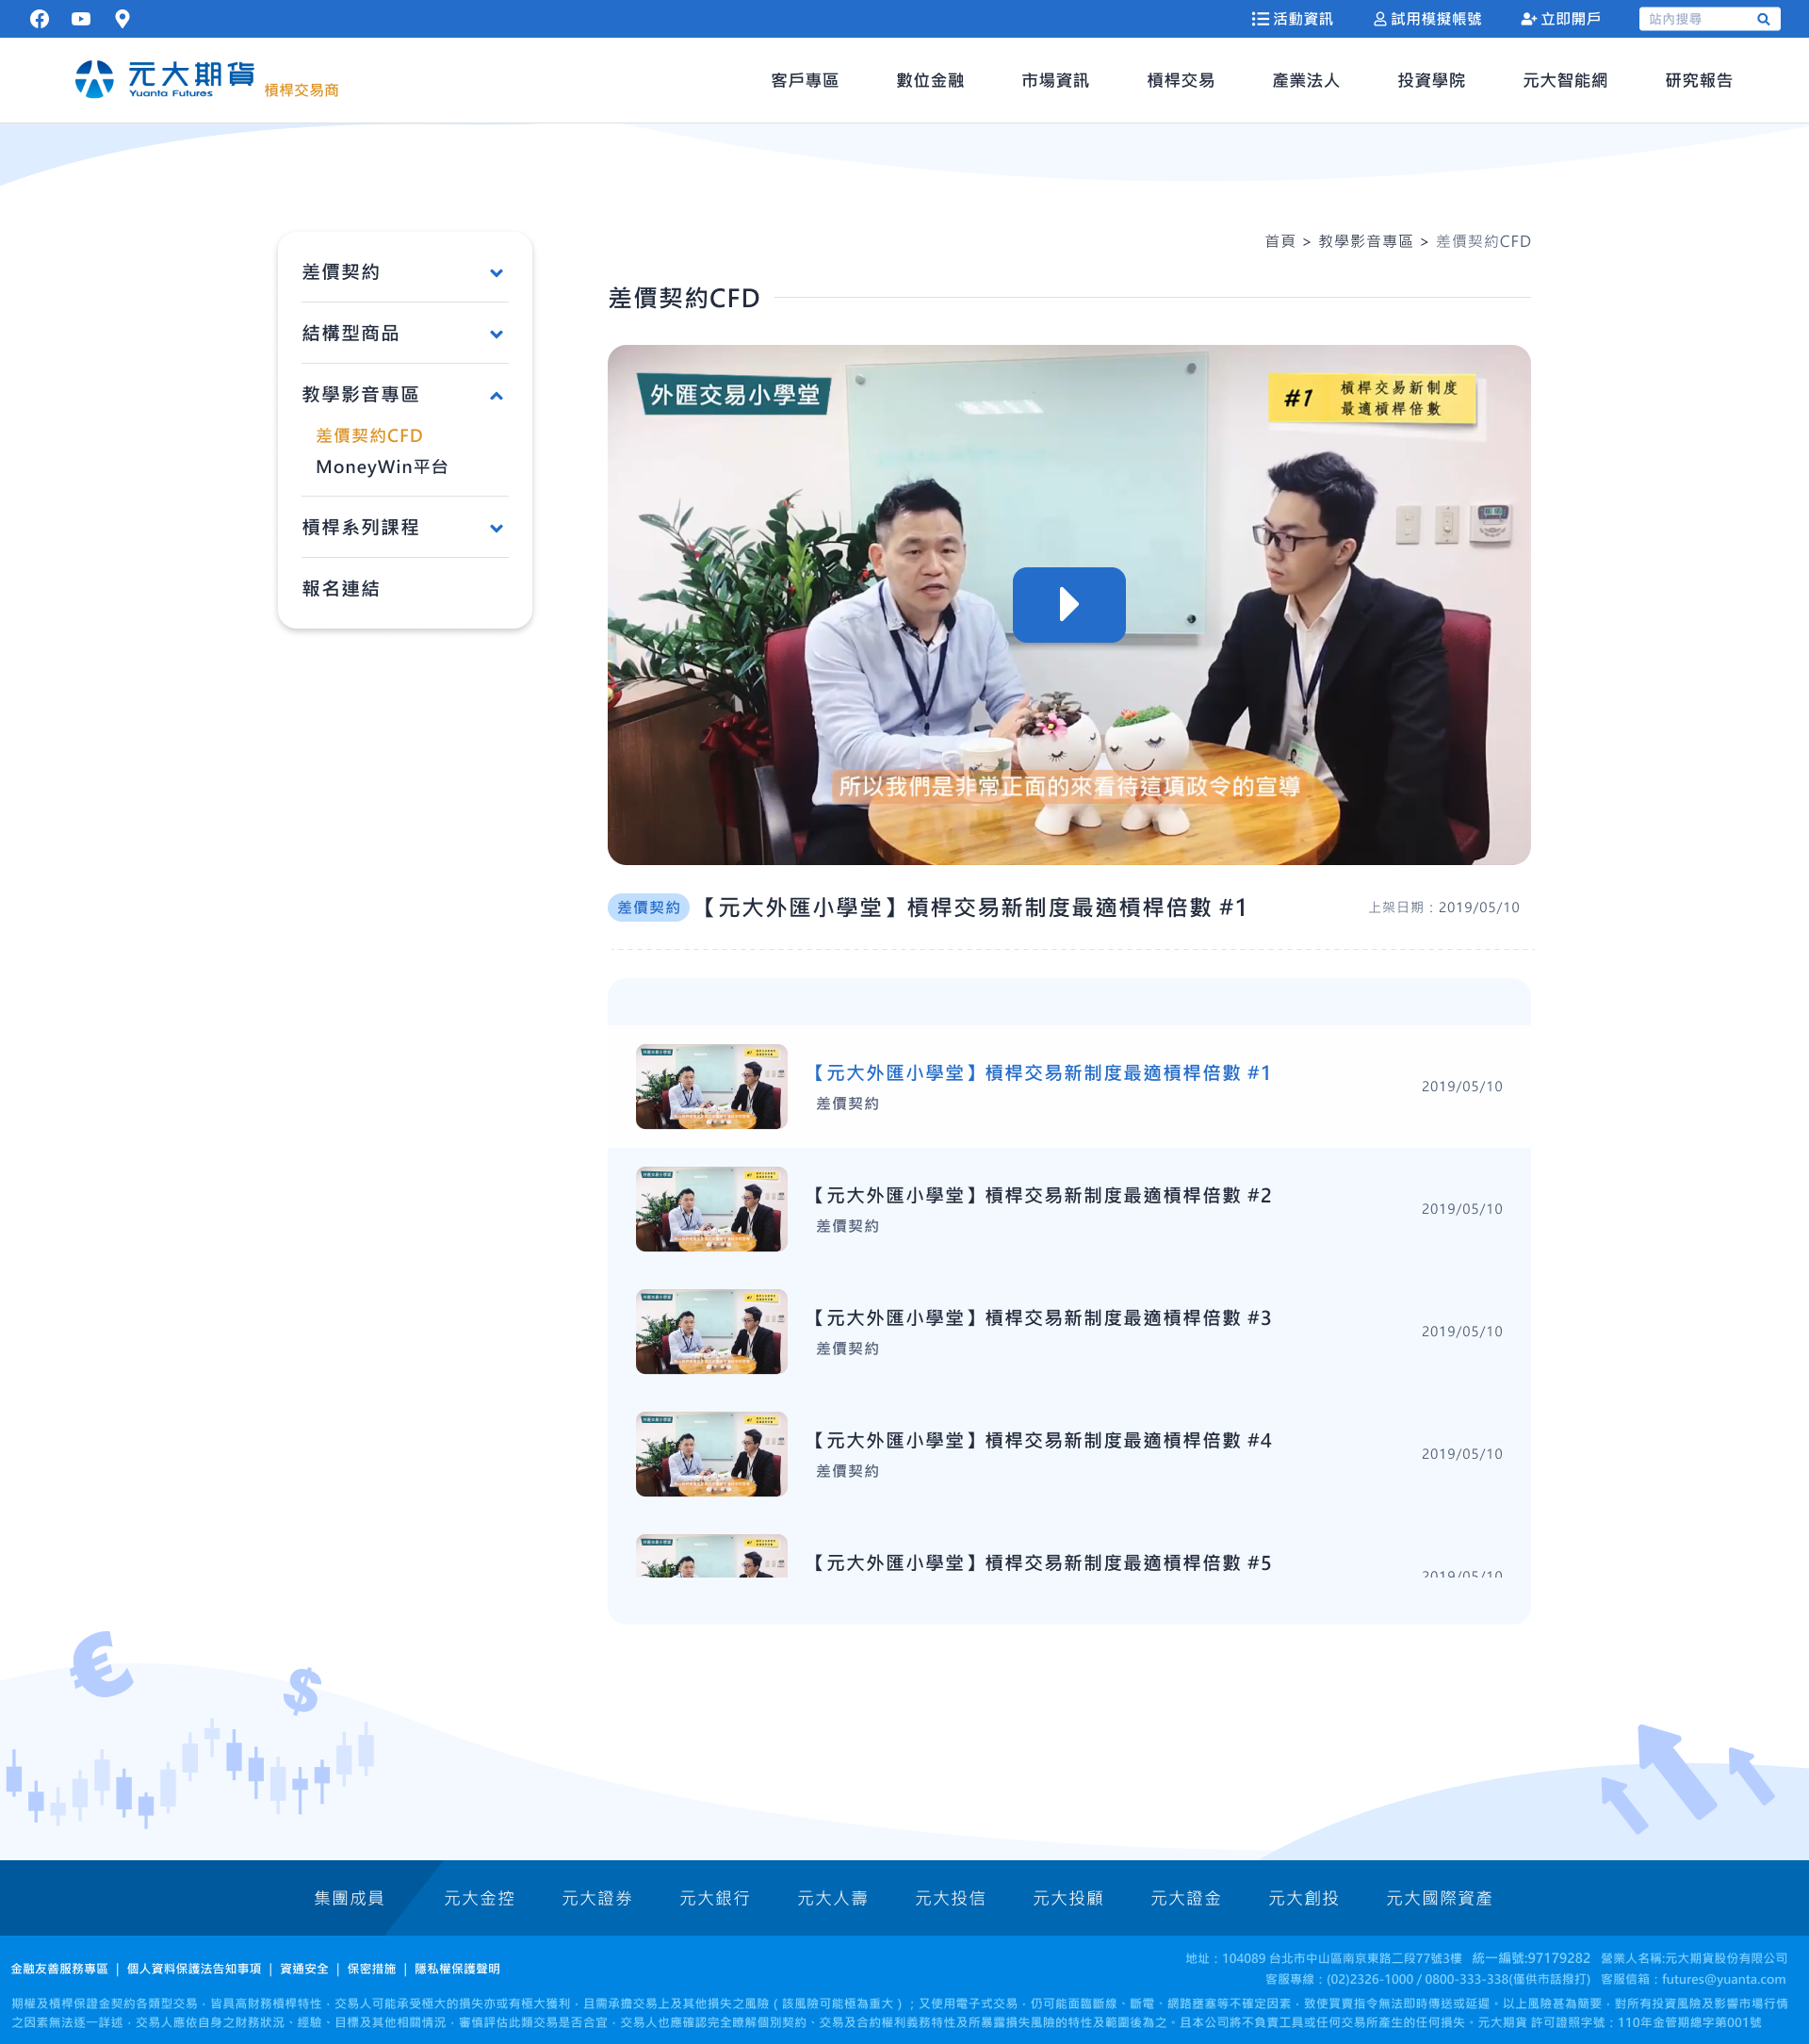 活動資訊
試用模擬帳號
立即開戶
站內搜尋
元大期貨
Yuanta Futures
槓桿交易商
客戶專區
數位金融
市場資訊
槓桿交易
產業法人
投資學院
元大智能網
研究報告
首頁 > 教學影音專區 > 差價契約CFD
差價契約
結構型商品
教學影音專區
差價契約CFD
MoneyWin平台
槓桿系列課程
報名連結
差價契約CFD
外匯交易小學堂
#1
槓桿交易新制度
最適槓桿倍數
所以我們是非常正面的來看待這項政令的宣導
差價契約
【元大外匯小學堂】槓桿交易新制度最適槓桿倍數 #1
上架日期：2019/05/10
【元大外匯小學堂】槓桿交易新制度最適槓桿倍數 #1
差價契約
2019/05/10
【元大外匯小學堂】槓桿交易新制度最適槓桿倍數 #2
差價契約
2019/05/10
【元大外匯小學堂】槓桿交易新制度最適槓桿倍數 #3
差價契約
2019/05/10
【元大外匯小學堂】槓桿交易新制度最適槓桿倍數 #4
差價契約
2019/05/10
【元大外匯小學堂】槓桿交易新制度最適槓桿倍數 #5
2019/05/10
集團成員
元大金控
元大證券
元大銀行
元大人壽
元大投信
元大投顧
元大證金
元大創投
元大國際資產
金融友善服務專區 | 個人資料保護法告知事項 | 資通安全 | 保密措施 | 隱私權保護聲明
地址：104089 台北市中山區南京東路二段77號3樓 統一編號:97179282 營業人名稱:元大期貨股份有限公司
客服專線：(02)2326-1000 / 0800-333-338(僅供市話撥打) 客服信箱：futures@yuanta.com
期權及槓桿保證金契約各類型交易，皆具高財務槓桿特性，交易人可能承受極大的損失亦或有極大獲利，且需承擔交易上及其他損失之風險（該風險可能極為重大）；又使用電子式交易，仍可能面臨斷線、斷電、網路壅塞等不確定因素，致使買賣指令無法即時傳送或延遲。以上風險甚為簡要，對所有投資風險及影響市場行情
之因素無法逐一詳述，交易人應依自身之財務狀況、經驗、目標及其他相關情況，審慎評估此類交易是否合宜，交易人也應確認完全瞭解個別契約、交易及合約權利義務特性及所暴露損失風險的特性及範圍後為之。且本公司將不負責工具或任何交易所產生的任何損失。元大期貨 許可證照字號：110年金管期總字第001號